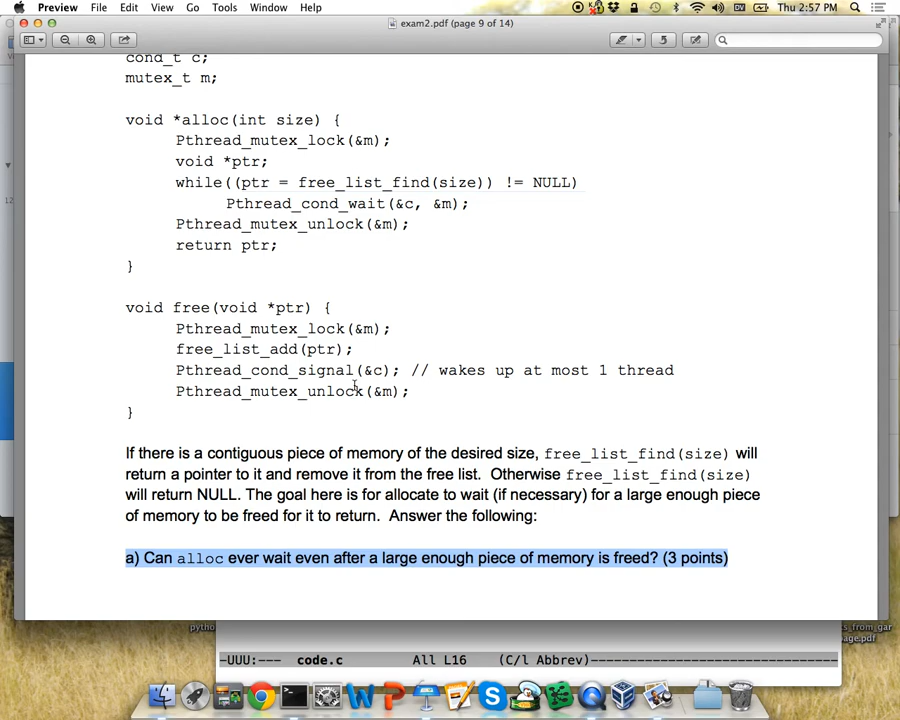 Preview File Edit View Go Tools Window Help Thu 2:57 PM
exam2.pdf (page 9 of 14)
cond_t c;
mutex_t m;
void *alloc(int size) {
Pthread_mutex_lock(&m);
void *ptr;
while((ptr = free_list_find(size)) != NULL)
Pthread_cond_wait(&c, &m);
Pthread_mutex_unlock(&m);
return ptr;
}
void free(void *ptr) {
Pthread_mutex_lock(&m);
free_list_add(ptr);
Pthread_cond_signal(&c); // wakes up at most 1 thread
Pthread_mutex_unlock(&m);
}
If there is a contiguous piece of memory of the desired size, free_list_find(size) will
return a pointer to it and remove it from the free list. Otherwise free_list_find(size)
will return NULL. The goal here is for allocate to wait (if necessary) for a large enough piece
of memory to be freed for it to return. Answer the following:
a) Can alloc ever wait even after a large enough piece of memory is freed? (3 points)
-UUU:--- code.c All L16 (C/l Abbrev)